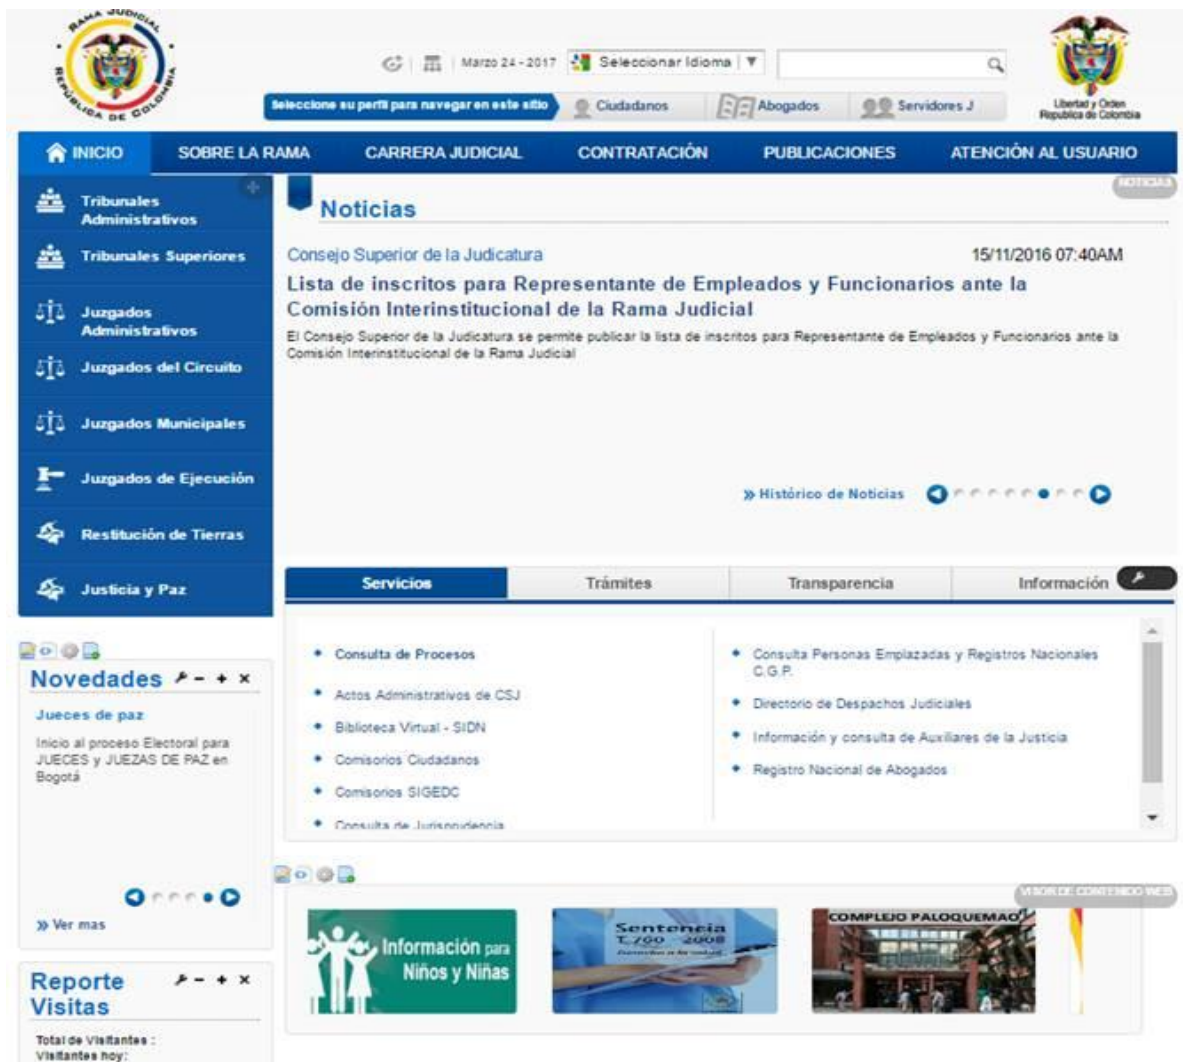 RAMA JUDICIAL
REPÚBLICA DE COLOMBIA
Marzo 24 - 2017
Seleccionar Idioma
Seleccione su perfil para navegar en este sitio
Ciudadanos
Abogados
Servidores J
Libertad y Orden
Republica de Colombia
INICIO
SOBRE LA RAMA
CARRERA JUDICIAL
CONTRATACIÓN
PUBLICACIONES
ATENCIÓN AL USUARIO
Tribunales
Administrativos
Tribunales Superiores
Juzgados
Administrativos
Juzgados del Circuito
Juzgados Municipales
Juzgados de Ejecución
Restitución de Tierras
Justicia y Paz
NOTICIAS
Noticias
Consejo Superior de la Judicatura
15/11/2016 07:40AM
Lista de inscritos para Representante de Empleados y Funcionarios ante la
Comisión Interinstitucional de la Rama Judicial
El Consejo Superior de la Judicatura se permite publicar la lista de inscritos para Representante de Empleados y Funcionarios ante la
Comisión Interinstitucional de la Rama Judicial
» Histórico de Noticias
Servicios
Trámites
Transparencia
Información
Consulta de Procesos
Actos Administrativos de CSJ
Biblioteca Virtual - SIDN
Comisorios Ciudadanos
Comisorios SIGEDC
Consulta de Jurisprudencia
Consulta Personas Emplazadas y Registros Nacionales
C.G.P.
Directorio de Despachos Judiciales
Información y consulta de Auxiliares de la Justicia
Registro Nacional de Abogados
Novedades
Jueces de paz
Inicio al proceso Electoral para
JUECES y JUEZAS DE PAZ en
Bogotá
» Ver mas
Reporte
Visitas
Total de Visitantes :
Visitantes hoy:
VISOR DE CONTENIDO WEB
Información para
Niños y Niñas
Sentencia
T.760 - 2008
COMPLEJO PALOQUEMAO